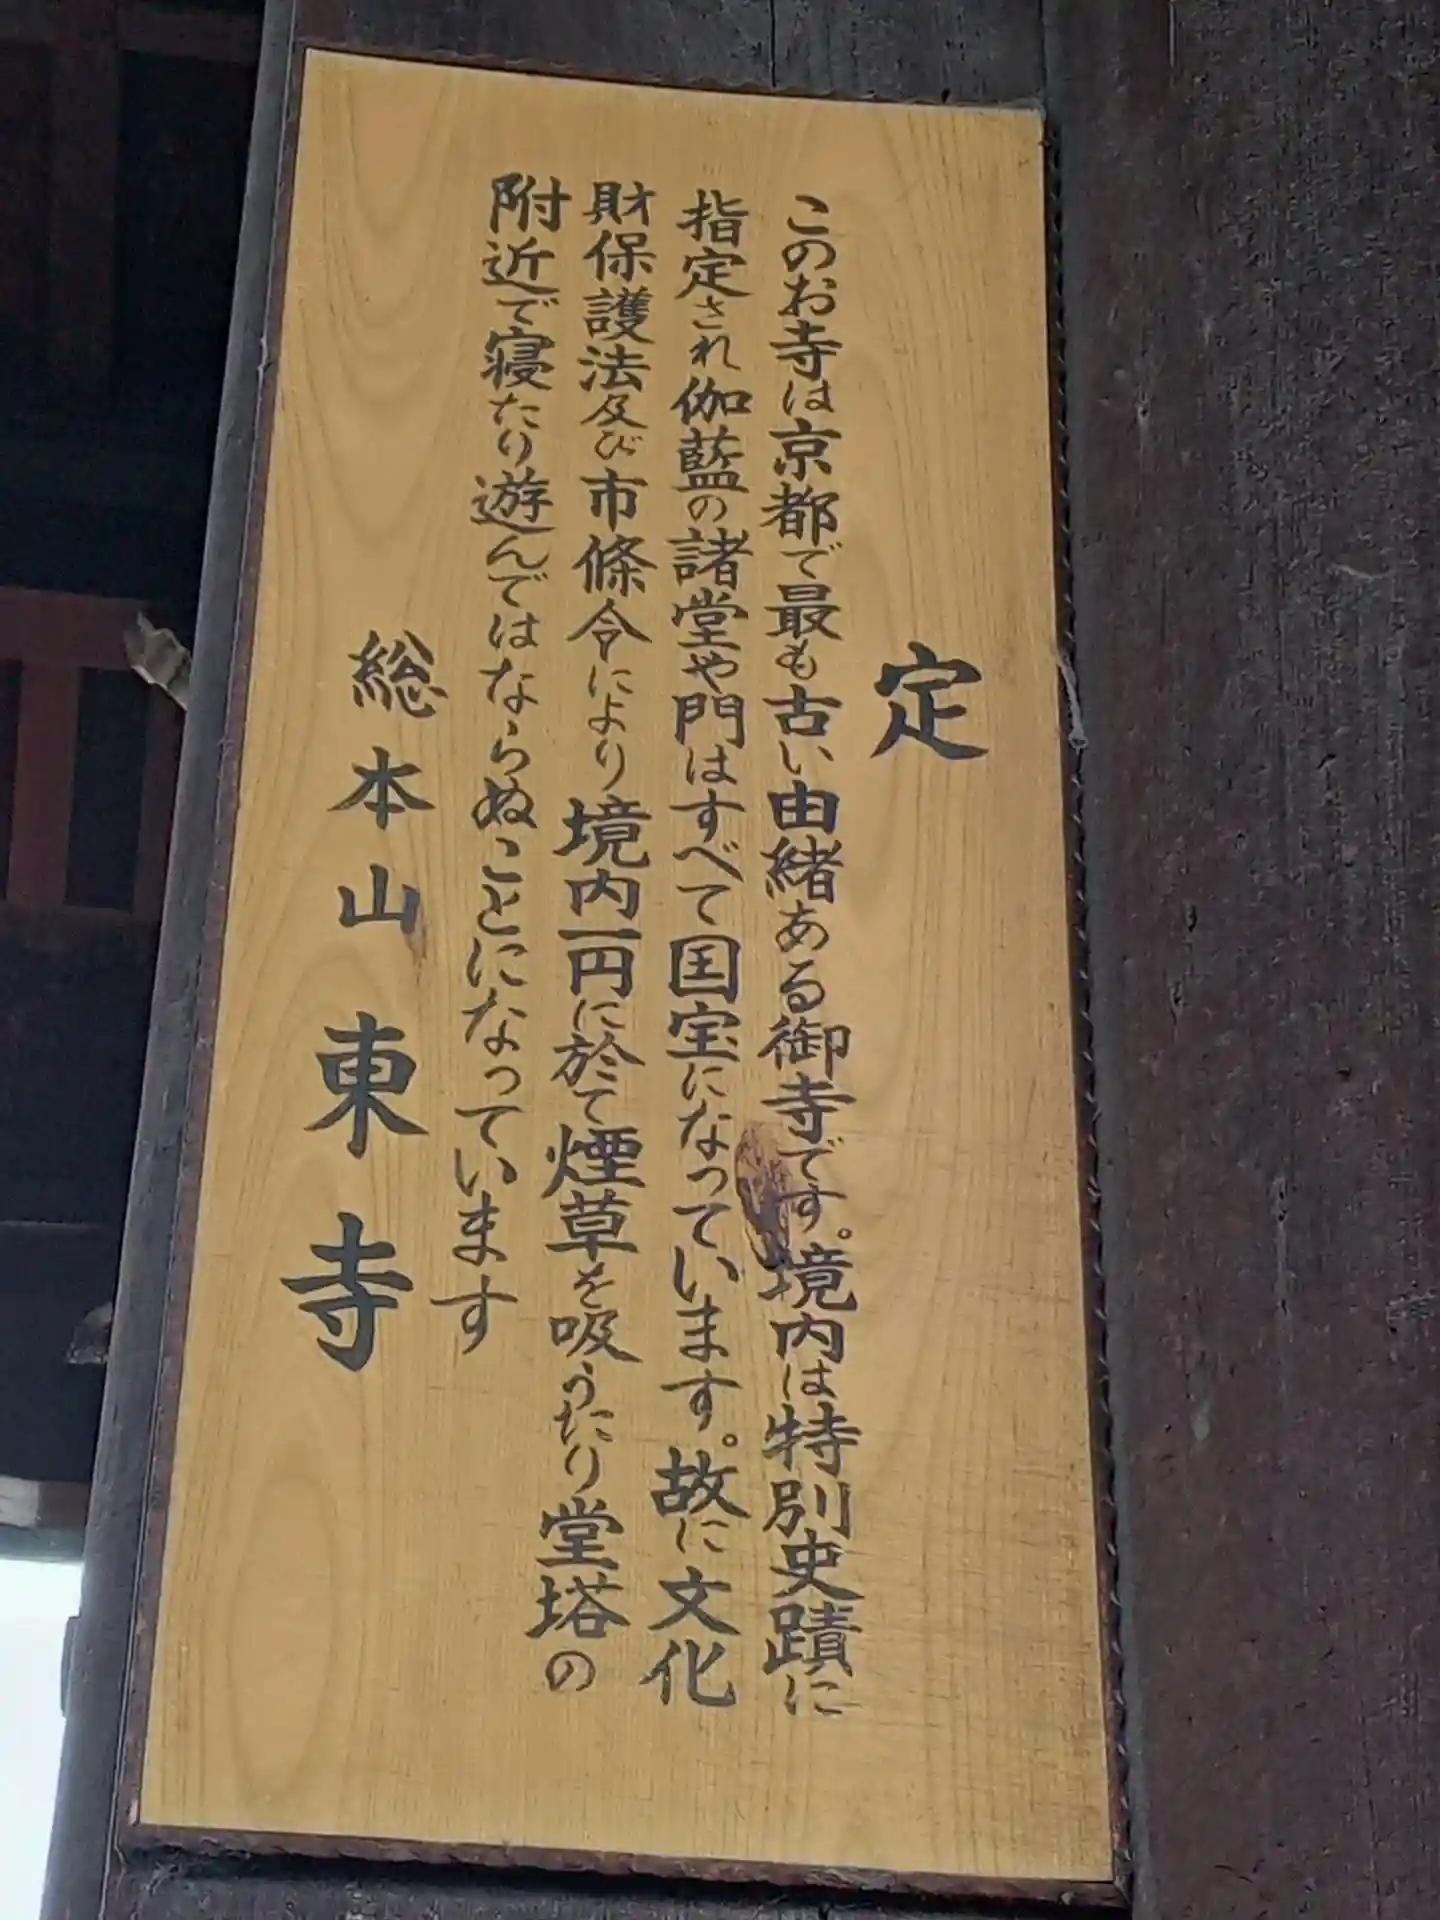 定
このお寺は京都で最も古い由緒ある御寺です。境内は特別史蹟に
指定され伽藍の諸堂や門はすべて国宝になっています。故に文化
財保護法及び市條令により境内一円に於て煙草を吸うたり堂塔の
附近で寝たり遊んではならぬことになっています
総本山東寺